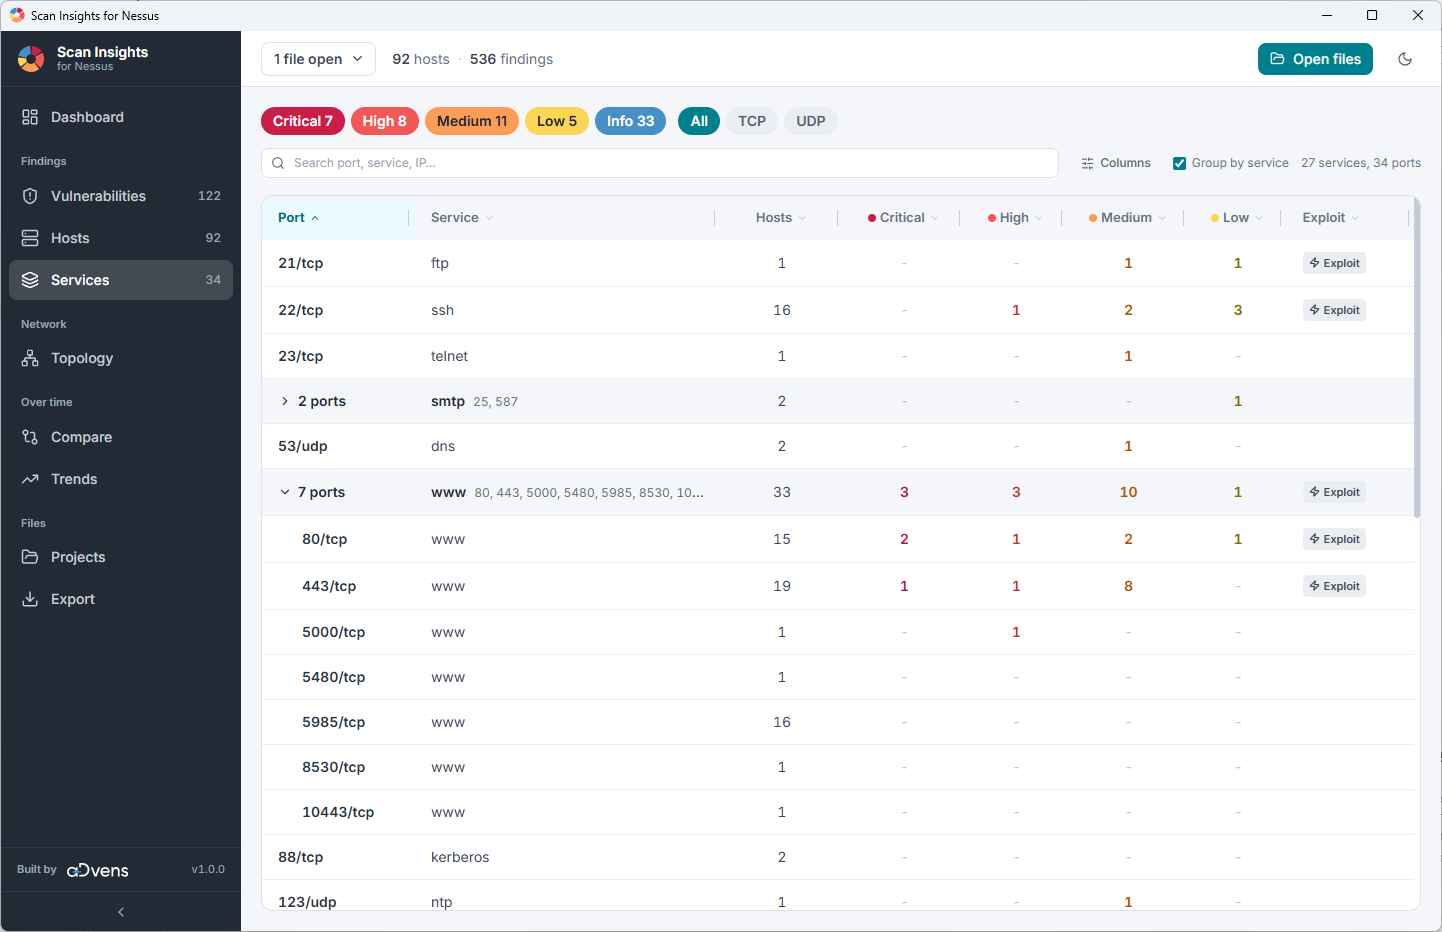 Scan Insights for Nessus
Scan Insights
for Nessus
1 file open
92 hosts · 536 findings
Open files
Dashboard
Findings
Vulnerabilities 122
Hosts 92
Services 34
Network
Topology
Over time
Compare
Trends
Files
Projects
Export
Built by aDvens v1.0.0
Critical 7 High 8 Medium 11 Low 5 Info 33 All TCP UDP
Search port, service, IP...
Columns Group by service 27 services, 34 ports
Port Service Hosts Critical High Medium Low Exploit
21/tcp ftp 1 - - 1 1 Exploit
22/tcp ssh 16 - 1 2 3 Exploit
23/tcp telnet 1 - - 1 -
2 ports smtp 25, 587 2 - - - 1
53/udp dns 2 - - 1 -
7 ports www 80, 443, 5000, 5480, 5985, 8530, 10... 33 3 3 10 1 Exploit
80/tcp www 15 2 1 2 1 Exploit
443/tcp www 19 1 1 8 - Exploit
5000/tcp www 1 - 1 - -
5480/tcp www 1 - - - -
5985/tcp www 16 - - - -
8530/tcp www 1 - - - -
10443/tcp www 1 - - - -
88/tcp kerberos 2 - - - -
123/udp ntp 1 - - 1 -